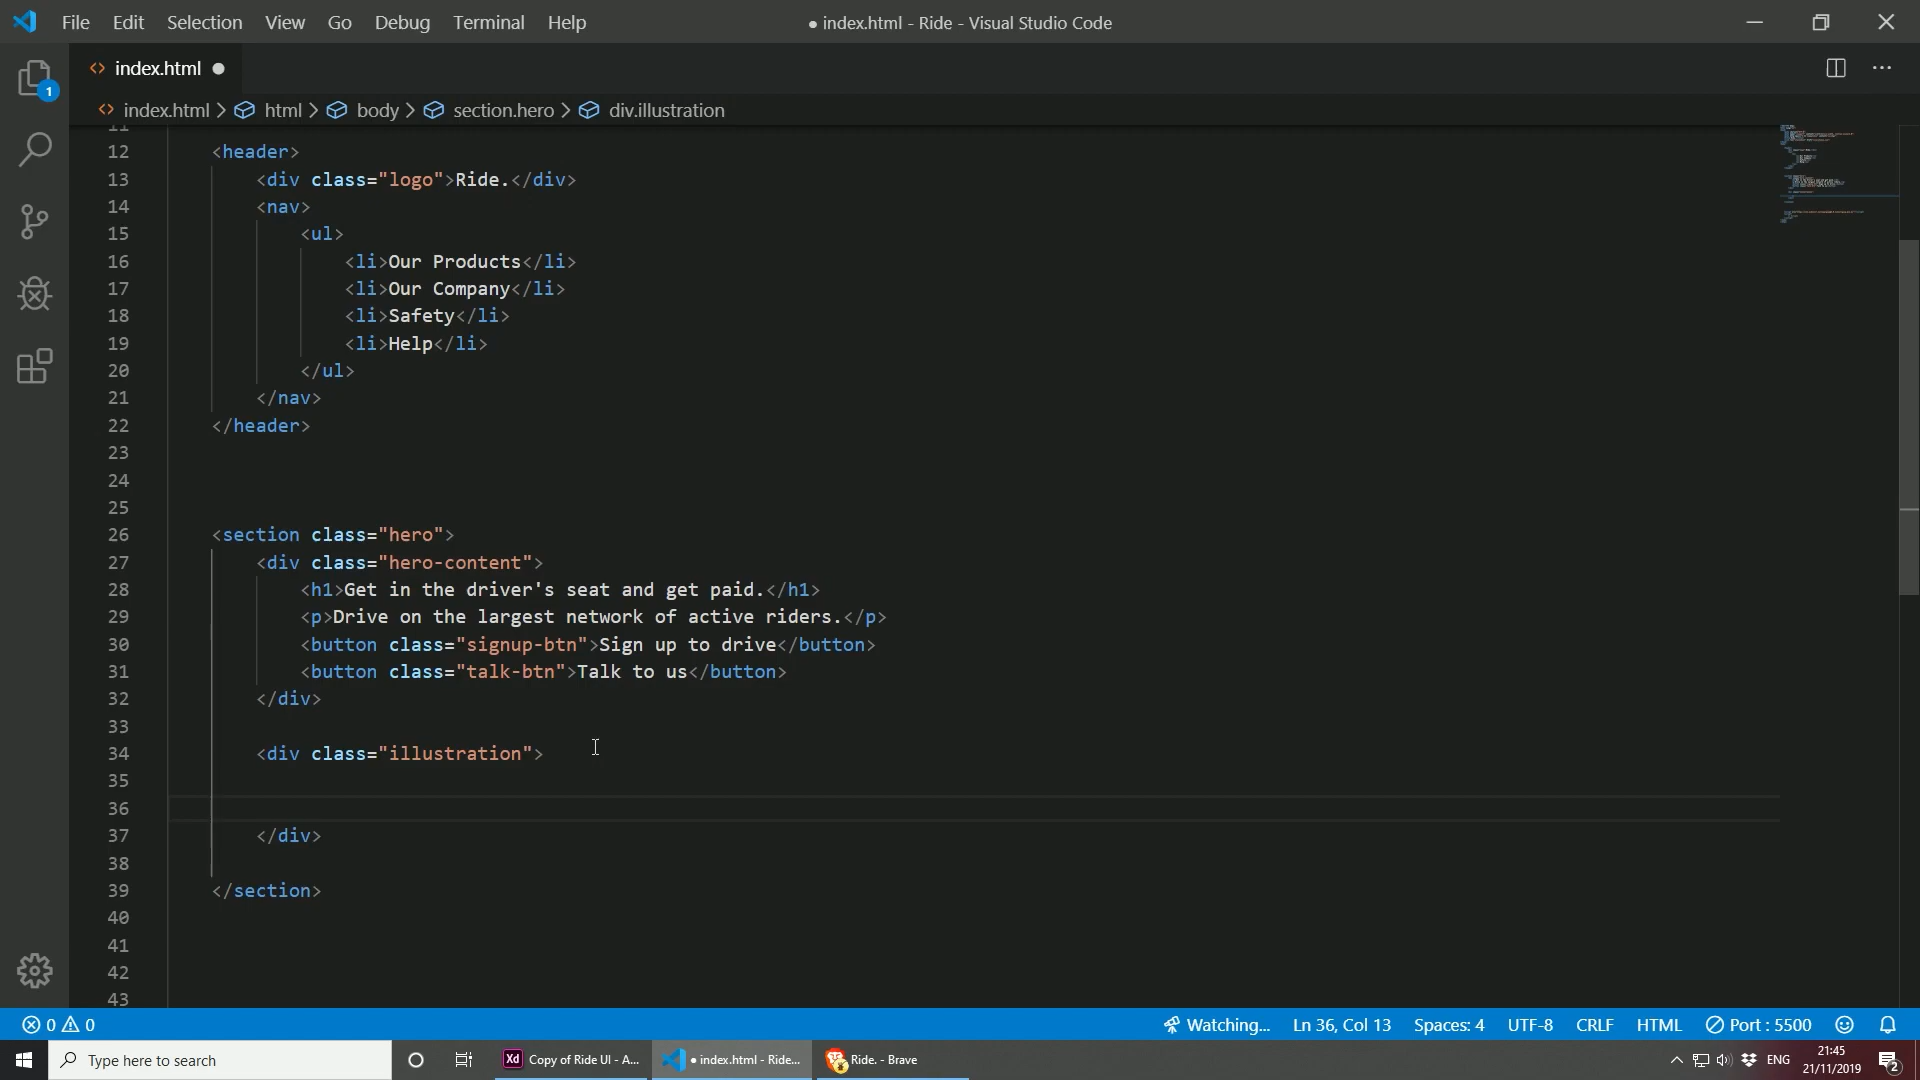 File Edit Selection View Go Debug Terminal Help
● index.html - Ride - Visual Studio Code
1
index.html
index.html > html > body > section.hero > div.illustration
11
12 <header>
13 <div class="logo">Ride.</div>
14 <nav>
15 <ul>
16 <li>Our Products</li>
17 <li>Our Company</li>
18 <li>Safety</li>
19 <li>Help</li>
20 </ul>
21 </nav>
22 </header>
23
24
25
26 <section class="hero">
27 <div class="hero-content">
28 <h1>Get in the driver's seat and get paid.</h1>
29 <p>Drive on the largest network of active riders.</p>
30 <button class="signup-btn">Sign up to drive</button>
31 <button class="talk-btn">Talk to us</button>
32 </div>
33
34 <div class="illustration">
35
36
37 </div>
38
39 </section>
40
41
42
43
0 0 Watching... Ln 36, Col 13 Spaces: 4 UTF-8 CRLF HTML Port : 5500
Type here to search
Xd Copy of Ride UI - A...
● index.html - Ride...
Ride. - Brave
ENG
21:45
21/11/2019
2